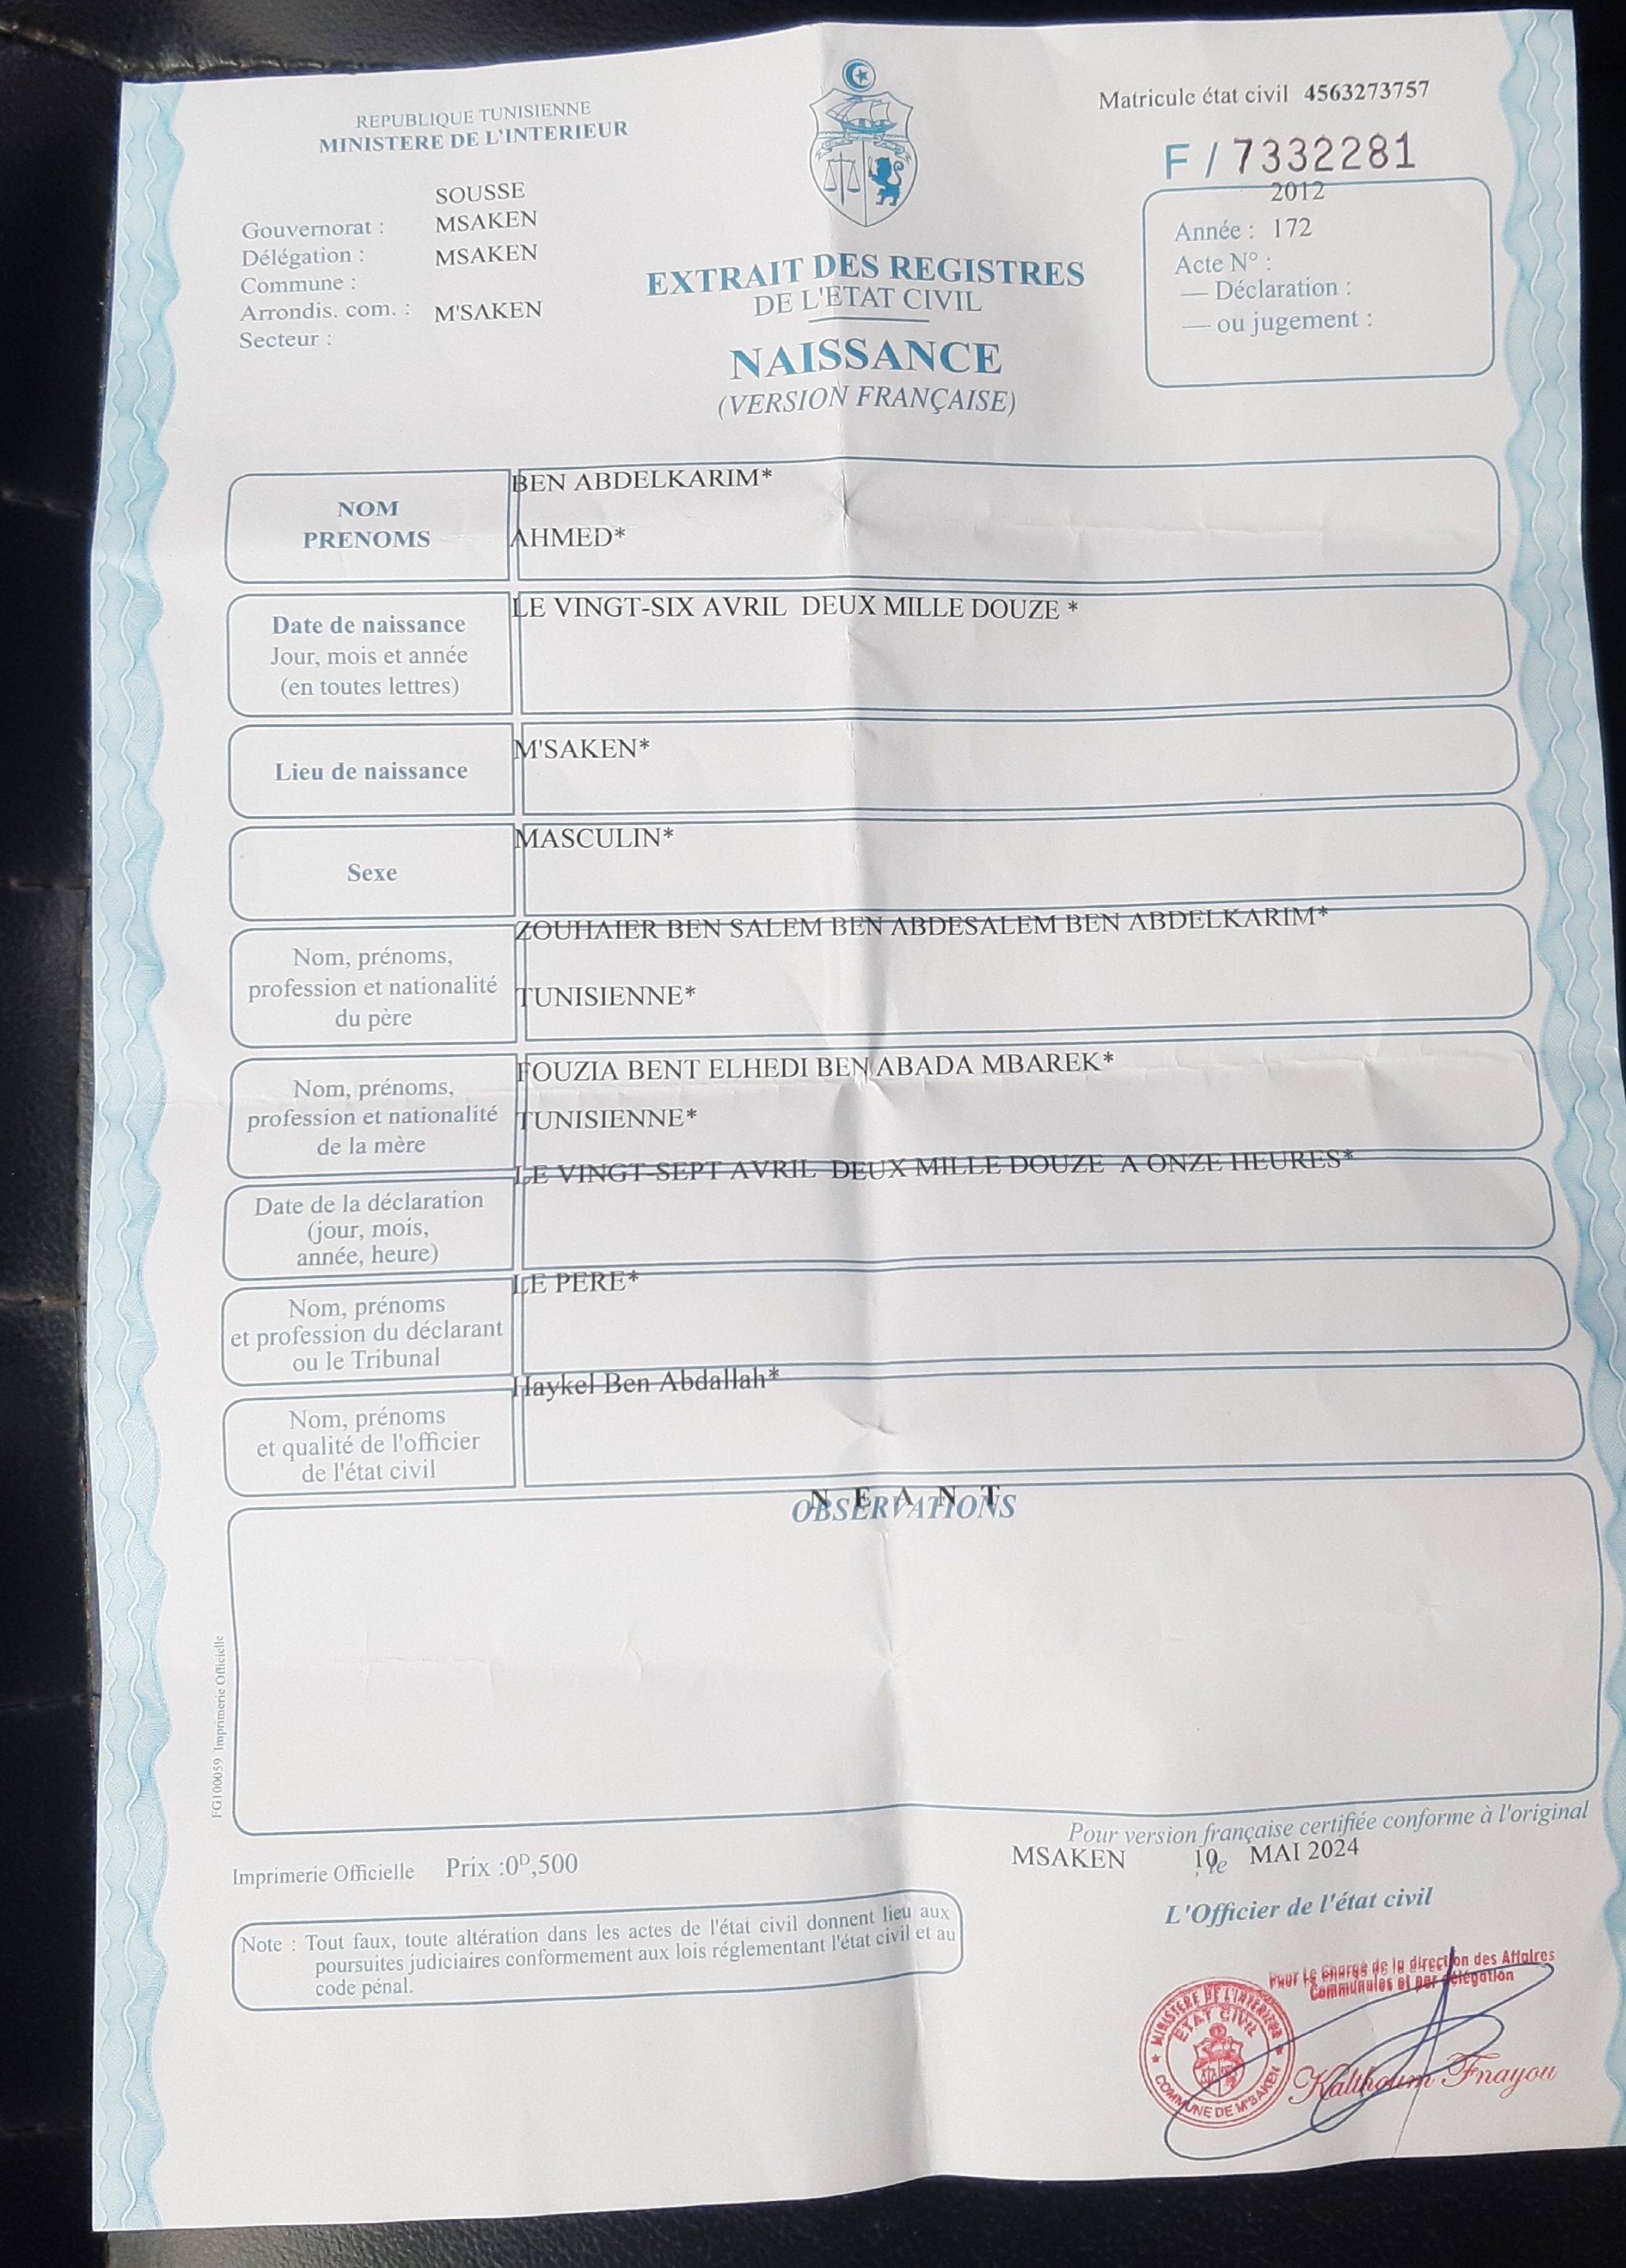 REPUBLIQUE TUNISIENNE
MINISTERE DE L'INTERIEUR
SOUSSE
Gouvernorat : MSAKEN
Délégation : MSAKEN
Commune :
Arrondis. com. : M'SAKEN
Secteur :
Matricule état civil 4563273757
F / 7332281
2012
Année : 172
Acte N° :
— Déclaration :
— ou jugement :
EXTRAIT DES REGISTRES
DE L'ETAT CIVIL
NAISSANCE
(VERSION FRANÇAISE)
NOM
PRENOMS
BEN ABDELKARIM*
AHMED*
Date de naissance
Jour, mois et année
(en toutes lettres)
LE VINGT-SIX AVRIL DEUX MILLE DOUZE *
Lieu de naissance
M'SAKEN*
Sexe
MASCULIN*
Nom, prénoms,
profession et nationalité
du père
ZOUHAIER BEN SALEM BEN ABDESALEM BEN ABDELKARIM*
TUNISIENNE*
Nom, prénoms,
profession et nationalité
de la mère
FOUZIA BENT ELHEDI BEN ABADA MBAREK*
TUNISIENNE*
Date de la déclaration
(jour, mois,
année, heure)
LE VINGT-SEPT AVRIL DEUX MILLE DOUZE A ONZE HEURES*
Nom, prénoms
et profession du déclarant
ou le Tribunal
LE PERE*
Nom, prénoms
et qualité de l'officier
de l'état civil
Haykel Ben Abdallah*
N E A N T
OBSERVATIONS
FG100059 Imprimerie Officielle
Pour version française certifiée conforme à l'original
MSAKEN , le 10 MAI 2024
Imprimerie Officielle Prix :0ᴰ,500
L'Officier de l'état civil
Note : Tout faux, toute altération dans les actes de l'état civil donnent lieu aux
poursuites judiciaires conformement aux lois réglementant l'état civil et au
code pénal.
Pour Le Chargé de la direction des Affaires
Communales et par délégation
MINISTERE DE L'INTERIEUR
ETAT CIVIL
COMMUNE DE M'SAKEN
Kalthoum Fnayou